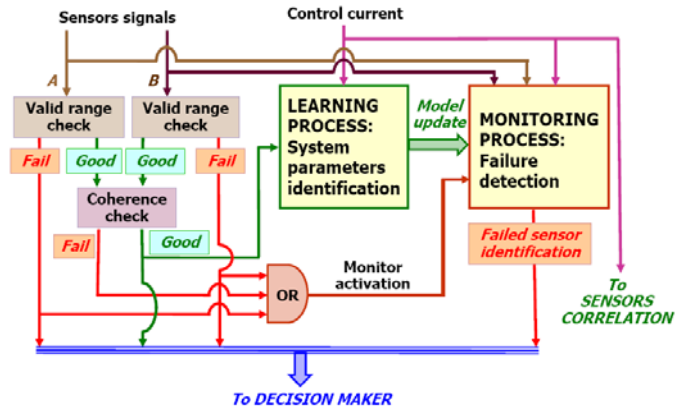 Sensors signals
Control current
A
B
Valid range
check
Valid range
check
LEARNING
PROCESS:
System
parameters
identification
Model
update
MONITORING
PROCESS:
Failure
detection
Fail
Good
Good
Fail
Coherence
check
Fail
Good
Failed sensor
identification
OR
Monitor
activation
To
SENSORS
CORRELATION
To DECISION MAKER